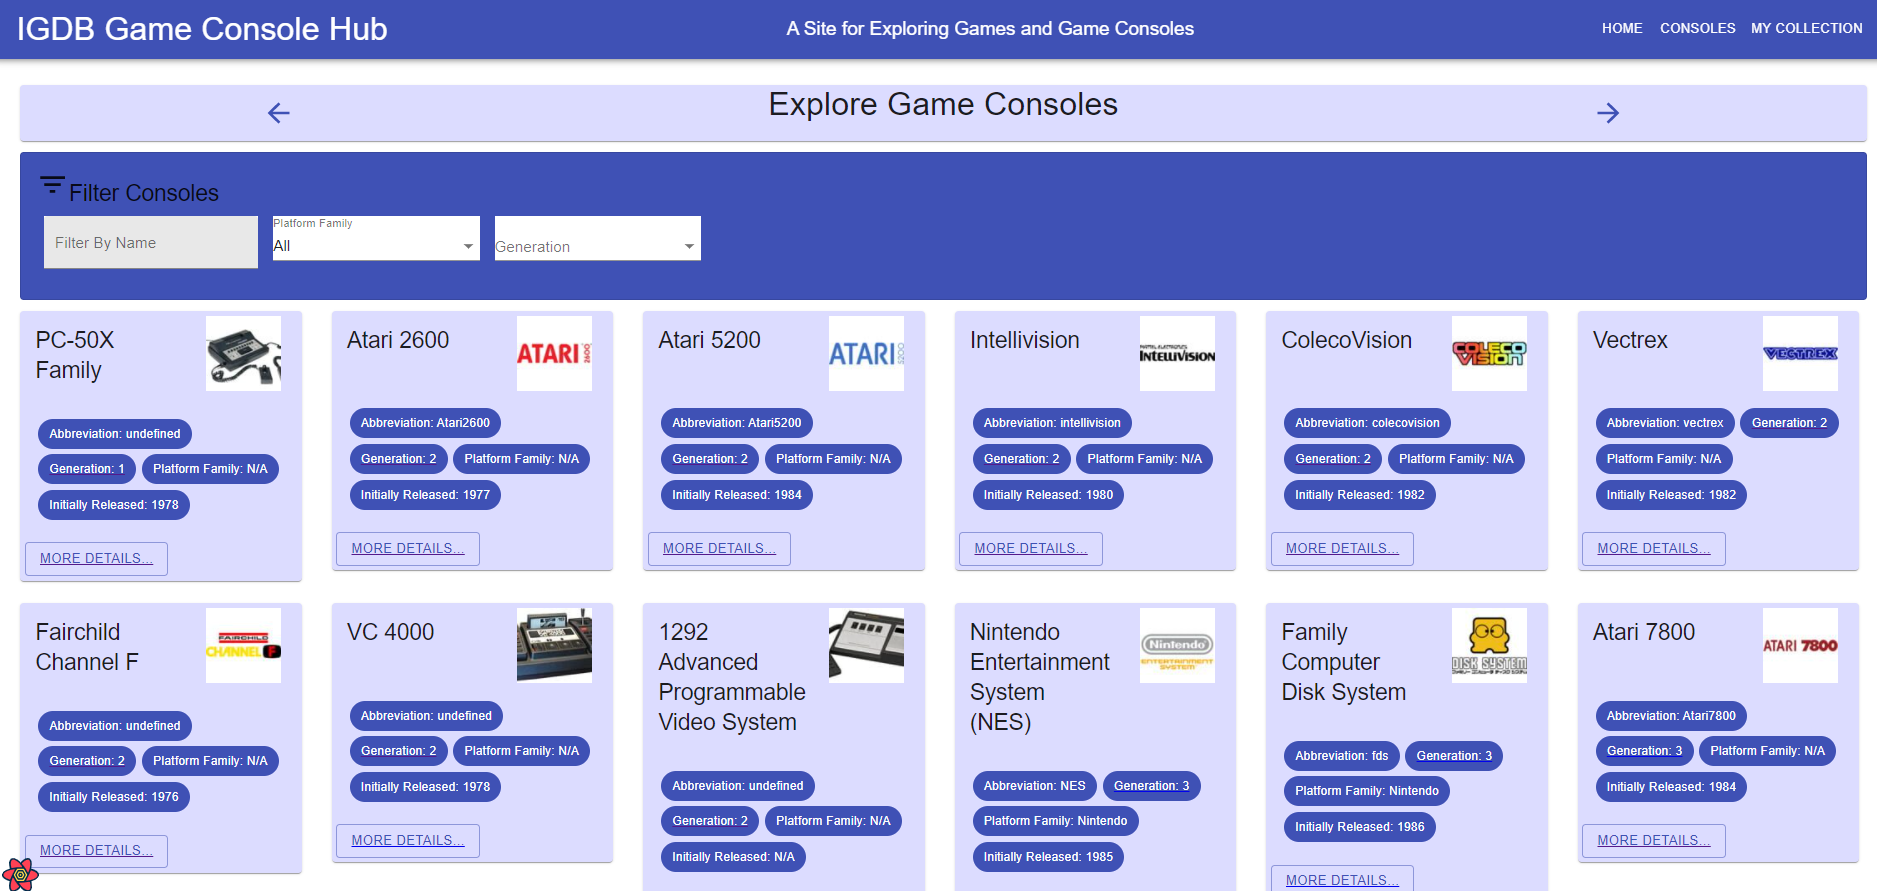 IGDB Game Console Hub
A Site for Exploring Games and Game Consoles
HOME
CONSOLES
MY COLLECTION
Explore Game Consoles
Filter Consoles
Filter By Name
Platform Family
All
Generation
PC-50X
Family
Abbreviation: undefined
Generation: 1
Platform Family: N/A
Initially Released: 1978
MORE DETAILS...
Atari 2600
ATARI 2600
Abbreviation: Atari2600
Generation: 2
Platform Family: N/A
Initially Released: 1977
MORE DETAILS...
Atari 5200
ATARI 5200
Abbreviation: Atari5200
Generation: 2
Platform Family: N/A
Initially Released: 1984
MORE DETAILS...
Intellivision
INTELLIVISION
Abbreviation: intellivision
Generation: 2
Platform Family: N/A
Initially Released: 1980
MORE DETAILS...
ColecoVision
COLECO
VISION
Abbreviation: colecovision
Generation: 2
Platform Family: N/A
Initially Released: 1982
MORE DETAILS...
Vectrex
VECTREX
Abbreviation: vectrex
Generation: 2
Platform Family: N/A
Initially Released: 1982
MORE DETAILS...
Fairchild
Channel F
FAIRCHILD
CHANNEL F
Abbreviation: undefined
Generation: 2
Platform Family: N/A
Initially Released: 1976
MORE DETAILS...
VC 4000
Abbreviation: undefined
Generation: 2
Platform Family: N/A
Initially Released: 1978
MORE DETAILS...
1292
Advanced
Programmable
Video System
Abbreviation: undefined
Generation: 2
Platform Family: N/A
Initially Released: N/A
Nintendo
Entertainment
System
(NES)
Nintendo
ENTERTAINMENT
SYSTEM
Abbreviation: NES
Generation: 3
Platform Family: Nintendo
Initially Released: 1985
Family
Computer
Disk System
DISK SYSTEM
Abbreviation: fds
Generation: 3
Platform Family: Nintendo
Initially Released: 1986
MORE DETAILS...
Atari 7800
ATARI 7800
Abbreviation: Atari7800
Generation: 3
Platform Family: N/A
Initially Released: 1984
MORE DETAILS...